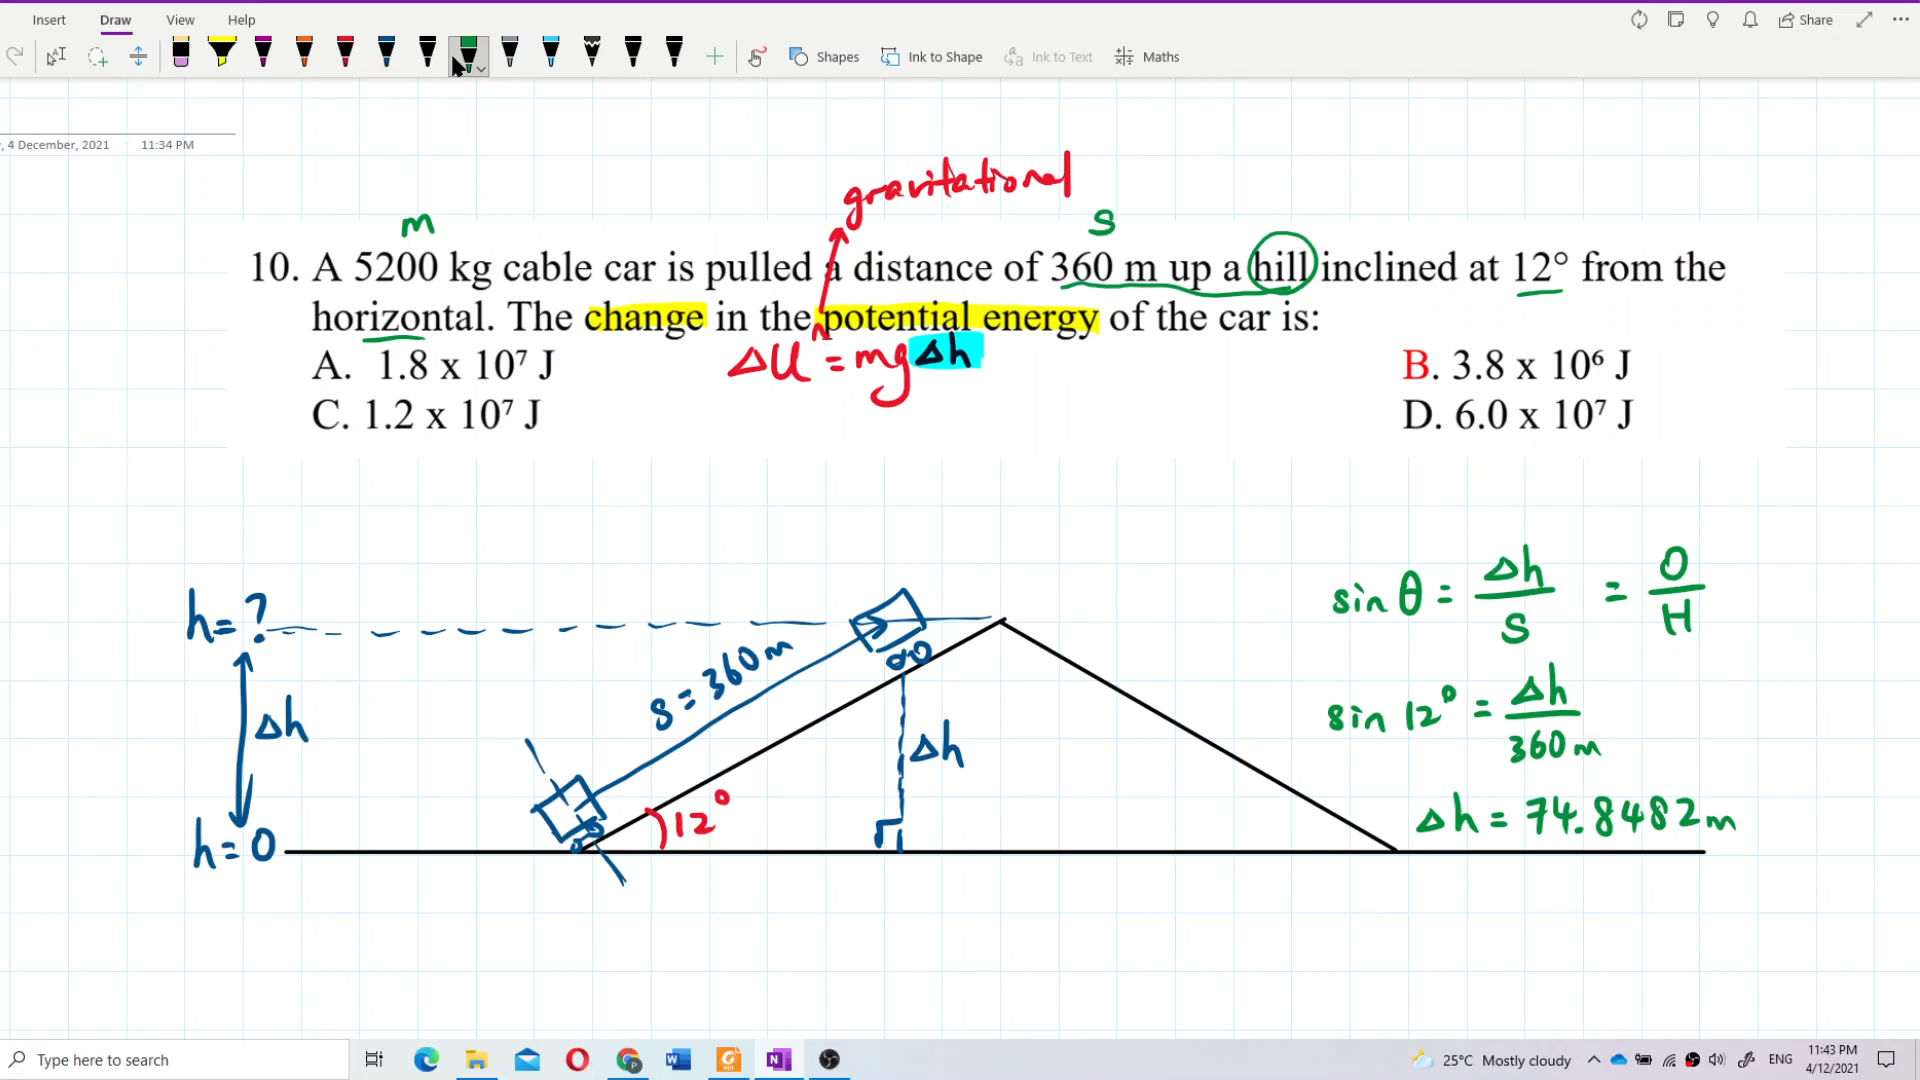 Insert Draw View Help
Share
Shapes Ink to Shape Ink to Text Maths
, 4 December, 2021 11:34 PM
gravitational
m
s
10. A 5200 kg cable car is pulled a distance of 360 m up a hill inclined at 12° from the
horizontal. The change in the potential energy of the car is:
ΔU = mgΔh
A. 1.8 x 10⁷ J
B. 3.8 x 10⁶ J
C. 1.2 x 10⁷ J
D. 6.0 x 10⁷ J
sin θ = Δh/s = O/H
h = ?
s = 360 m
sin 12° = Δh/360 m
Δh
Δh
12°
Δh = 74.8482 m
h = 0
Type here to search
25°C Mostly cloudy
ENG
11:43 PM
4/12/2021